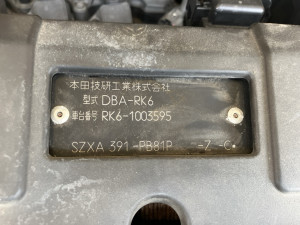 本田技研工業株式会社
型式 DBA-RK6
車台番号 RK6-1003595
SZXA 391-PB81P -Z -C•